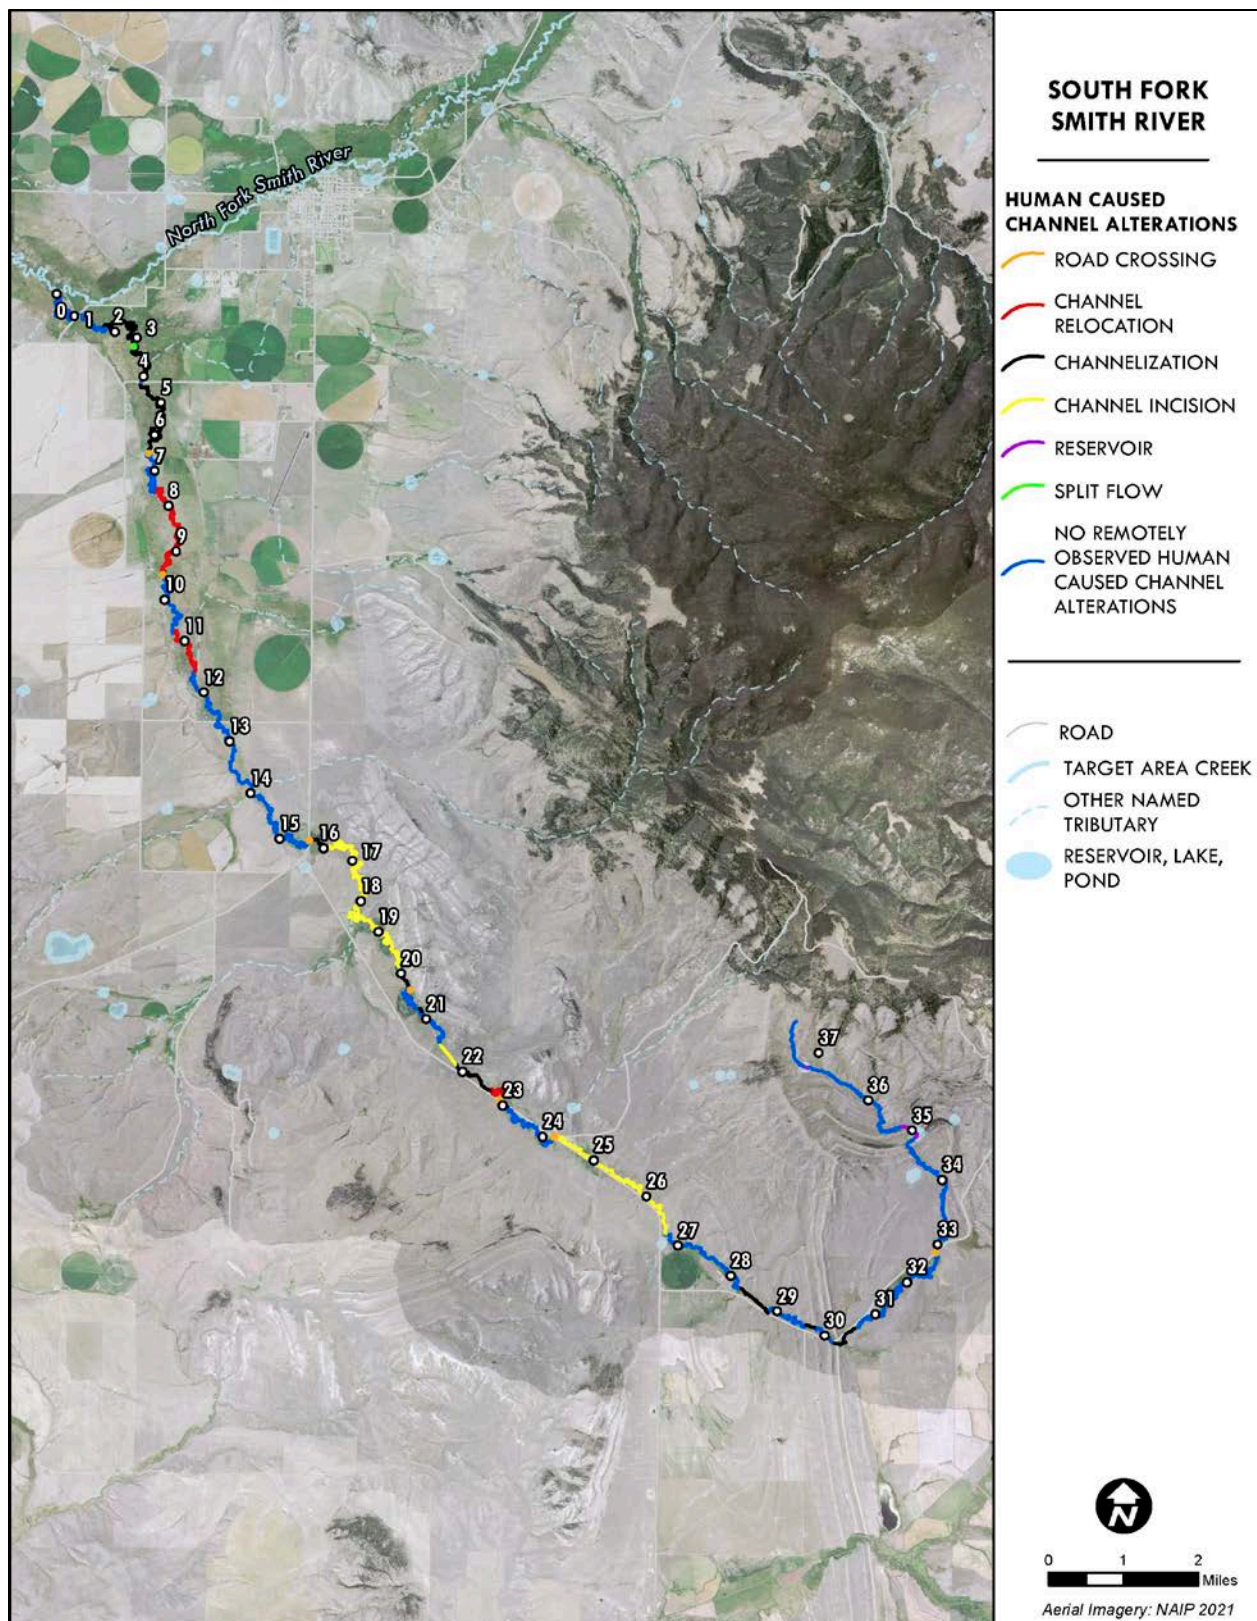 SOUTH FORK
SMITH RIVER
HUMAN CAUSED
CHANNEL ALTERATIONS
ROAD CROSSING
CHANNEL
RELOCATION
CHANNELIZATION
CHANNEL INCISION
RESERVOIR
SPLIT FLOW
NO REMOTELY
OBSERVED HUMAN
CAUSED CHANNEL
ALTERATIONS
ROAD
TARGET AREA CREEK
OTHER NAMED
TRIBUTARY
RESERVOIR, LAKE,
POND
N
0 1 2
Miles
Aerial Imagery: NAIP 2021
North Fork Smith River
0
1
2
3
4
5
6
7
8
9
10
11
12
13
14
15
16
17
18
19
20
21
22
23
24
25
26
27
28
29
30
31
32
33
34
35
36
37